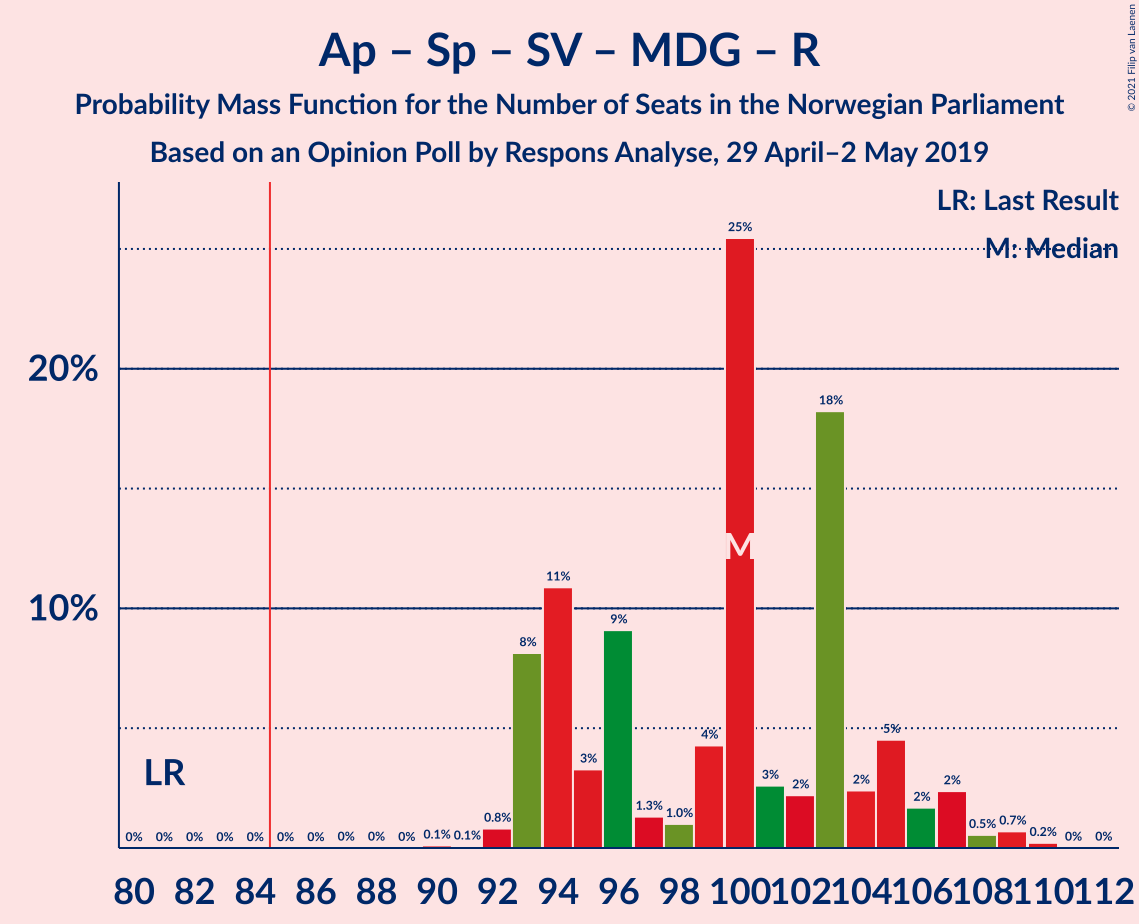 Ap – Sp – SV – MDG – R
Probability Mass Function for the Number of Seats in the Norwegian Parliament
Based on an Opinion Poll by Respons Analyse, 29 April–2 May 2019
© 2021 Filip van Laenen
LR: Last Result
M: Median
20%
10%
25%
18%
11%
9%
8%
M
LR
0% 0% 0% 0% 0% 0% 0% 0% 0% 0% 0.1% 0.1% 0.8% 3% 1.3% 1.0% 4% 3% 2% 2% 5% 2% 2% 0.5% 0.7% 0.2% 0% 0%
80 82 84 86 88 90 92 94 96 98 100 102 104 106 108 110 112